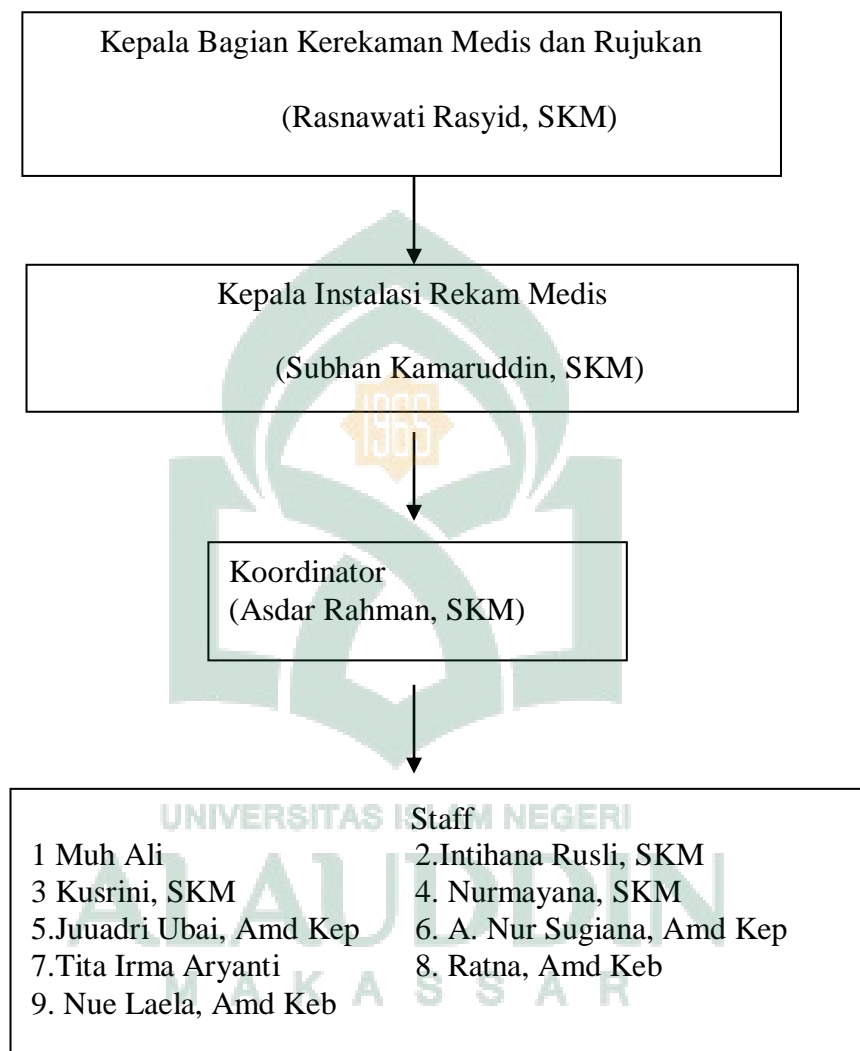 Kepala Bagian Kerekaman Medis dan Rujukan
(Rasnawati Rasyid, SKM)
Kepala Instalasi Rekam Medis
(Subhan Kamaruddin, SKM)
1965
Koordinator
(Asdar Rahman, SKM)
UNIVERSITAS ISLAM NEGERI
Staff
1 Muh Ali 2.Intihana Rusli, SKM
3 Kusrini, SKM 4. Nurmayana, SKM
5.Juuadri Ubai, Amd Kep 6. A. Nur Sugiana, Amd Kep
7.Tita Irma Aryanti 8. Ratna, Amd Keb
9. Nue Laela, Amd Keb
ALAUDDIN
MAKASSAR